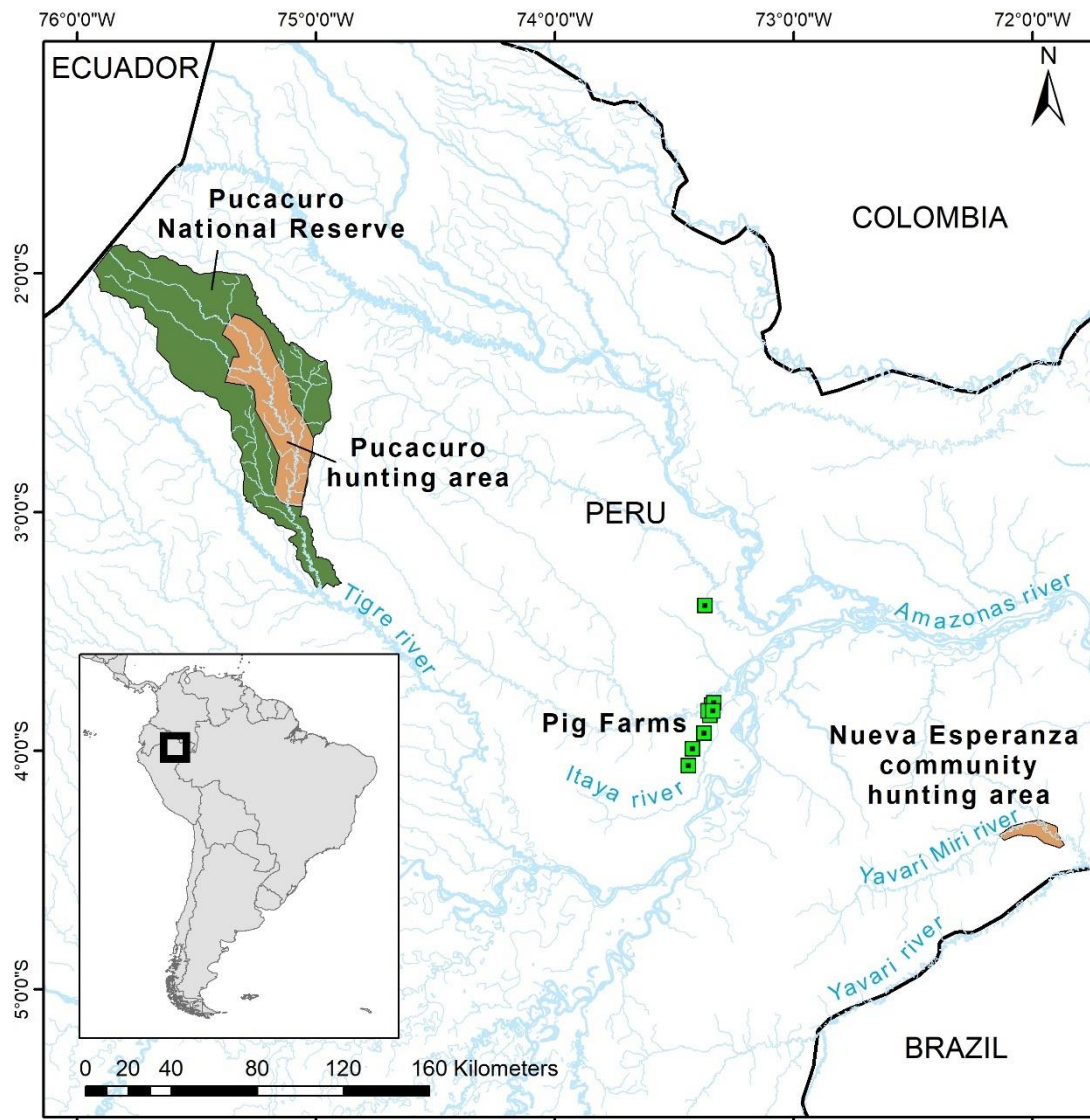 76°0'0"W
75°0'0"W
74°0'0"W
73°0'0"W
72°0'0"W
ECUADOR
N
Pucacuro
National Reserve
COLOMBIA
2°0'0"S
Pucacuro
hunting area
3°0'0"S
PERU
Tigre river
Amazonas river
Pig Farms
4°0'0"S
Itaya river
Nueva Esperanza
community
hunting area
Yavarí Miri river
Yavari river
5°0'0"S
BRAZIL
0 20 40 80 120 160 Kilometers